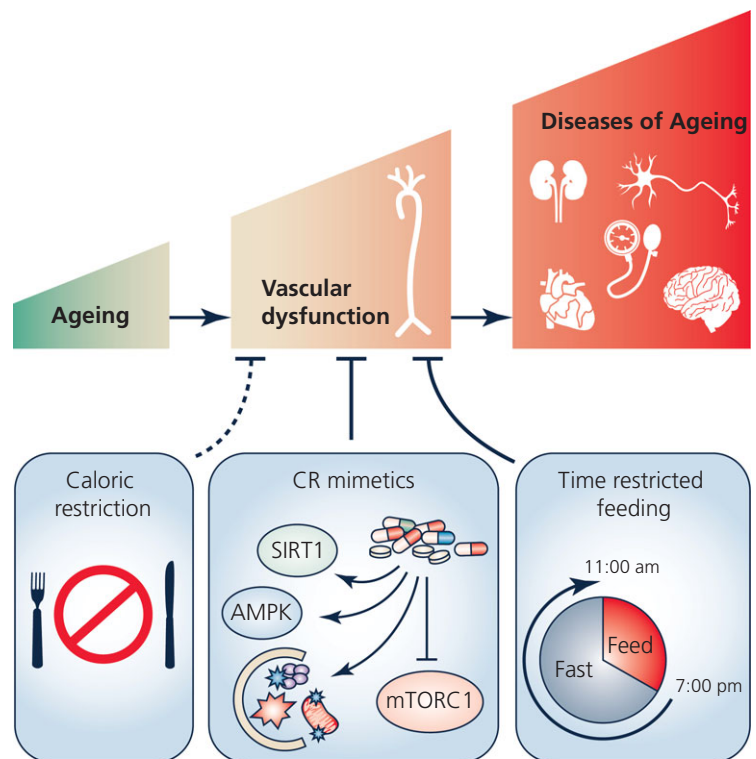 Diseases of Ageing
Vascular
dysfunction
Ageing
Caloric
restriction
CR mimetics
SIRT1
AMPK
mTORC1
Time restricted
feeding
11:00 am
Feed
Fast
7:00 pm